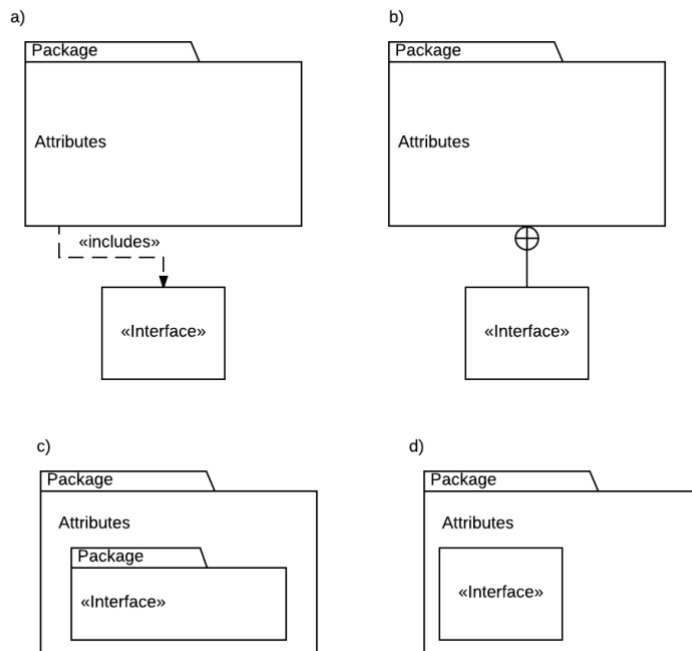 a)
Package
Attributes
«includes»
«Interface»
b)
Package
Attributes
«Interface»
c)
Package
Attributes
Package
«Interface»
d)
Package
Attributes
«Interface»